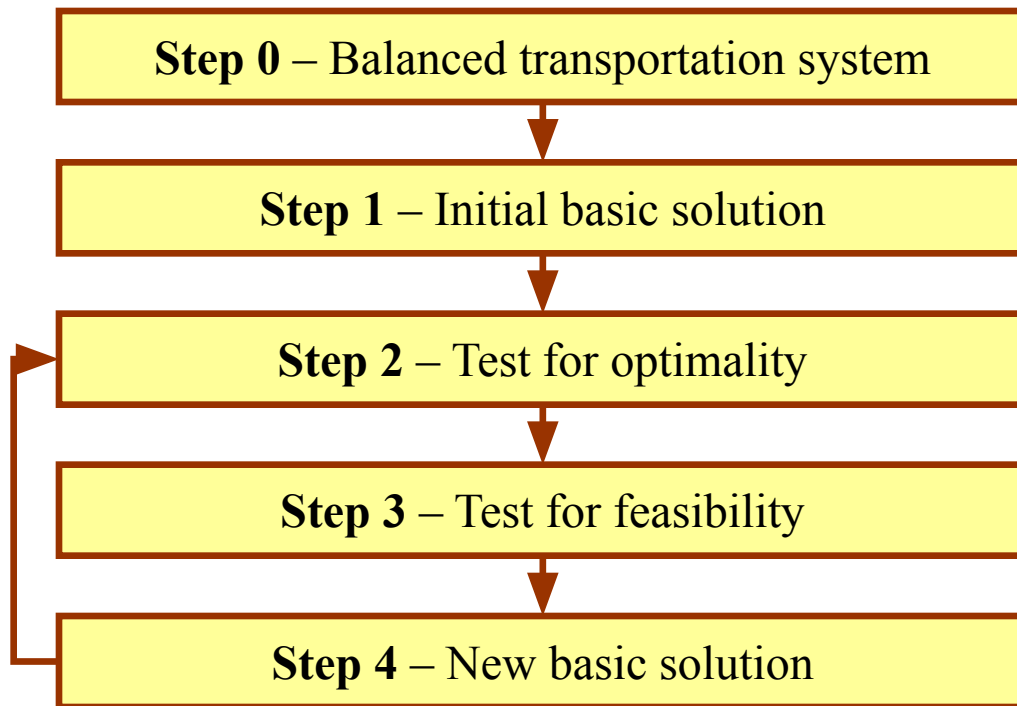 Step 0 – Balanced transportation system
Step 1 – Initial basic solution
Step 2 – Test for optimality
Step 3 – Test for feasibility
Step 4 – New basic solution